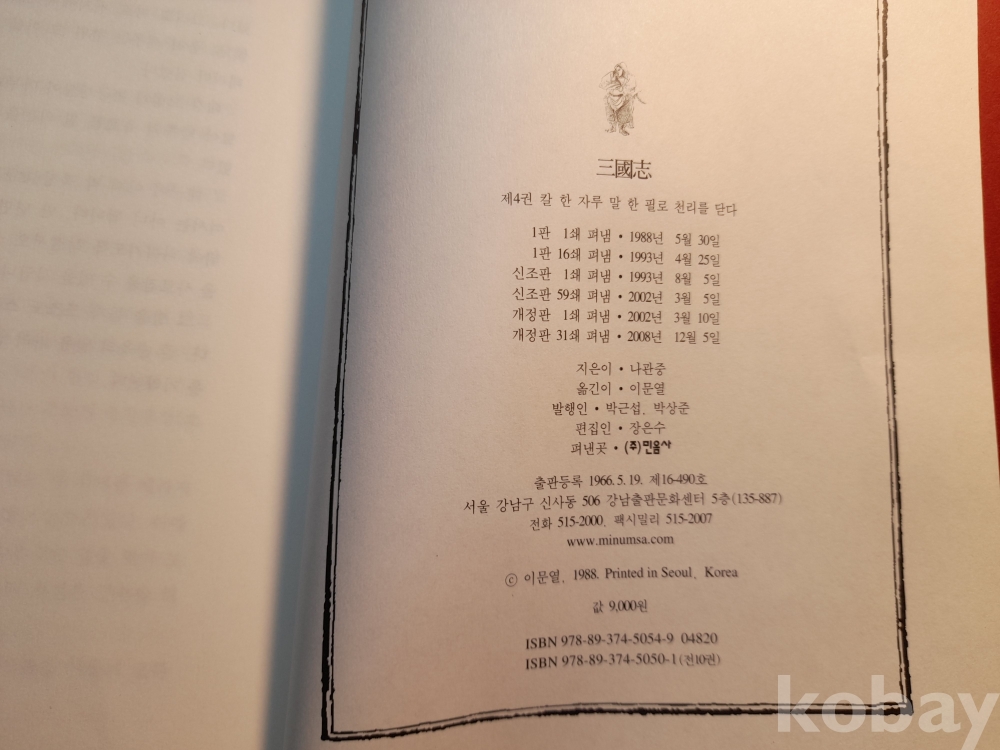 三國志
제4권 칼 한 자루 말 한 필로 천리를 닫다
1판 1쇄 펴냄 • 1988년 5월 30일
1판 16쇄 펴냄 • 1993년 4월 25일
신조판 1쇄 펴냄 • 1993년 8월 5일
신조판 59쇄 펴냄 • 2002년 3월 5일
개정판 1쇄 펴냄 • 2002년 3월 10일
개정판 31쇄 펴냄 • 2008년 12월 5일
지은이 • 나관중
옮긴이 • 이문열
발행인 • 박근섭, 박상준
편집인 • 장은수
펴낸곳 • (주)민음사
출판등록 1966. 5. 19. 제16-490호
서울 강남구 신사동 506 강남출판문화센터 5층(135-887)
전화 515-2000, 팩시밀리 515-2007
www.minumsa.com
ⓒ 이문열, 1988. Printed in Seoul, Korea
값 9,000원
ISBN 978-89-374-5054-9 04820
ISBN 978-89-374-5050-1 (전10권)
kobay